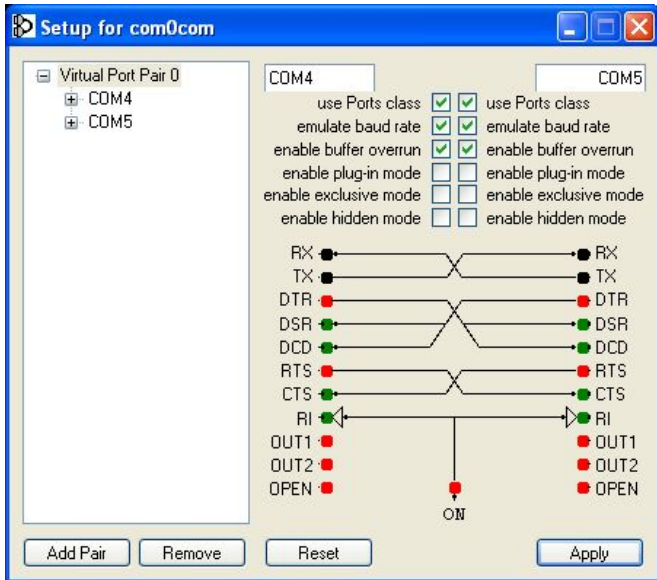 Setup for com0com
Virtual Port Pair 0
COM4
COM5
COM4 COM5
use Ports class use Ports class
emulate baud rate emulate baud rate
enable buffer overrun enable buffer overrun
enable plug-in mode enable plug-in mode
enable exclusive mode enable exclusive mode
enable hidden mode enable hidden mode
RX RX
TX TX
DTR DTR
DSR DSR
DCD DCD
RTS RTS
CTS CTS
RI RI
OUT1 OUT1
OUT2 OUT2
OPEN OPEN
ON
Add Pair Remove Reset Apply